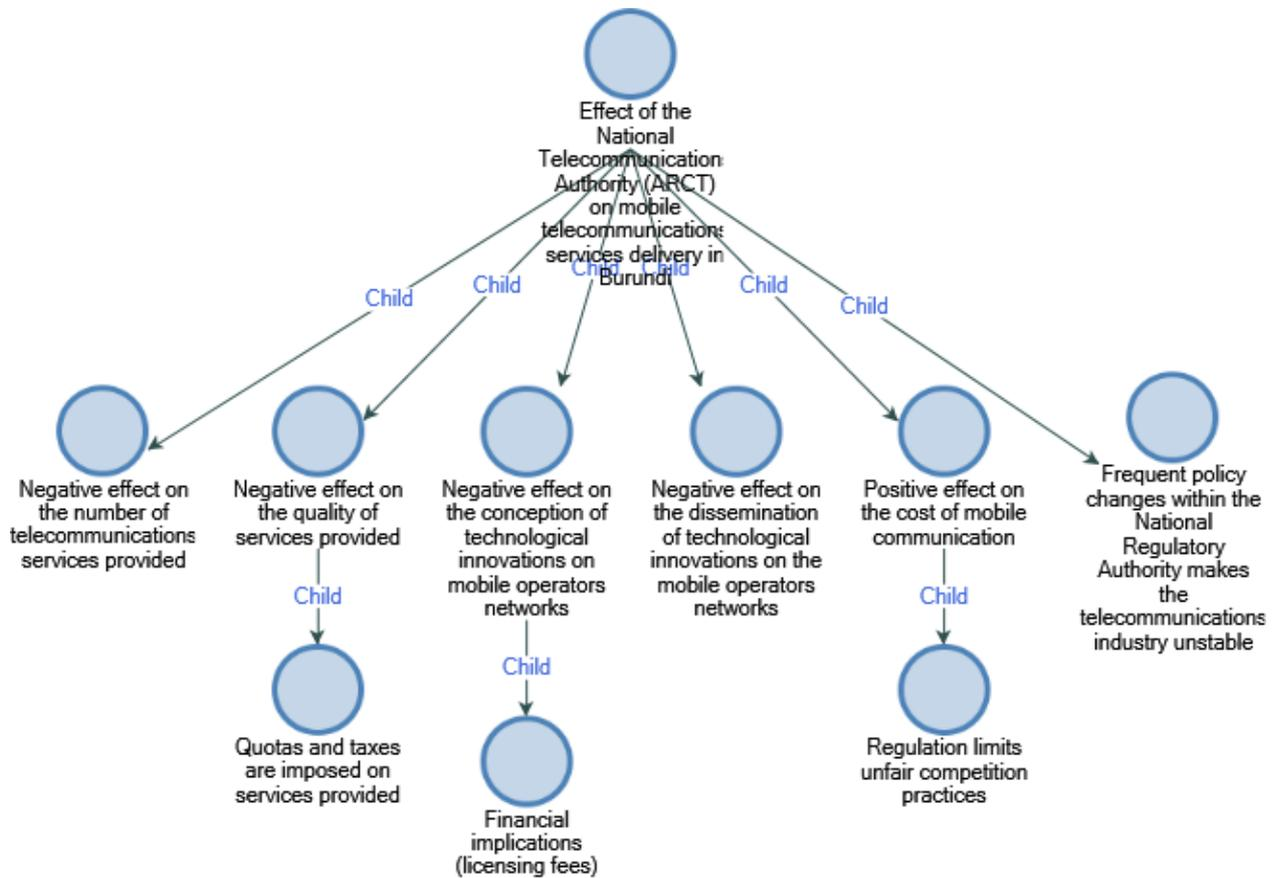 Effect of the
National
Telecommunications
Authority (ARCT)
on mobile
telecommunications
services delivery in
Burundi
Child
Child
Child
Child
Child
Child
Negative effect on
the number of
telecommunications
services provided
Negative effect on
the quality of
services provided
Negative effect on
the conception of
technological
innovations on
mobile operators
networks
Negative effect on
the dissemination
of technological
innovations on the
mobile operators
networks
Positive effect on
the cost of mobile
communication
Frequent policy
changes within the
National
Regulatory
Authority makes
the
telecommunications
industry unstable
Child
Child
Child
Quotas and taxes
are imposed on
services provided
Financial
implications
(licensing fees)
Regulation limits
unfair competition
practices